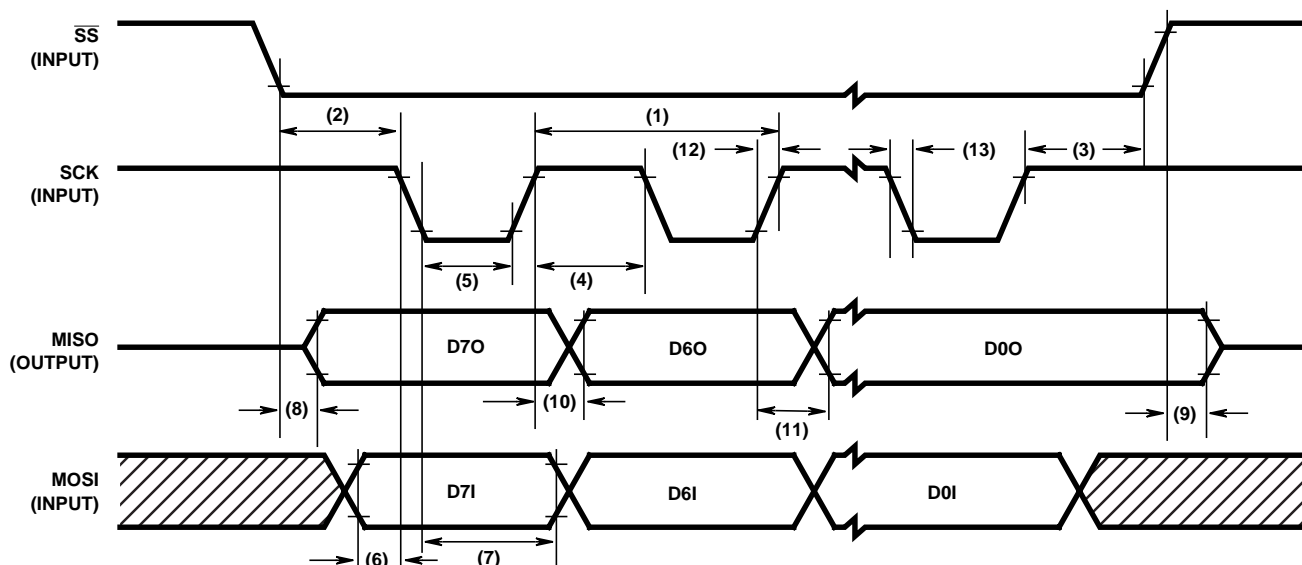 SS
(INPUT)
(2)
(1)
(12)
(13)
(3)
SCK
(INPUT)
(5)
(4)
MISO
(OUTPUT)
D7O
D6O
D0O
(8)
(10)
(11)
(9)
MOSI
(INPUT)
D7I
D6I
D0I
(6)
(7)